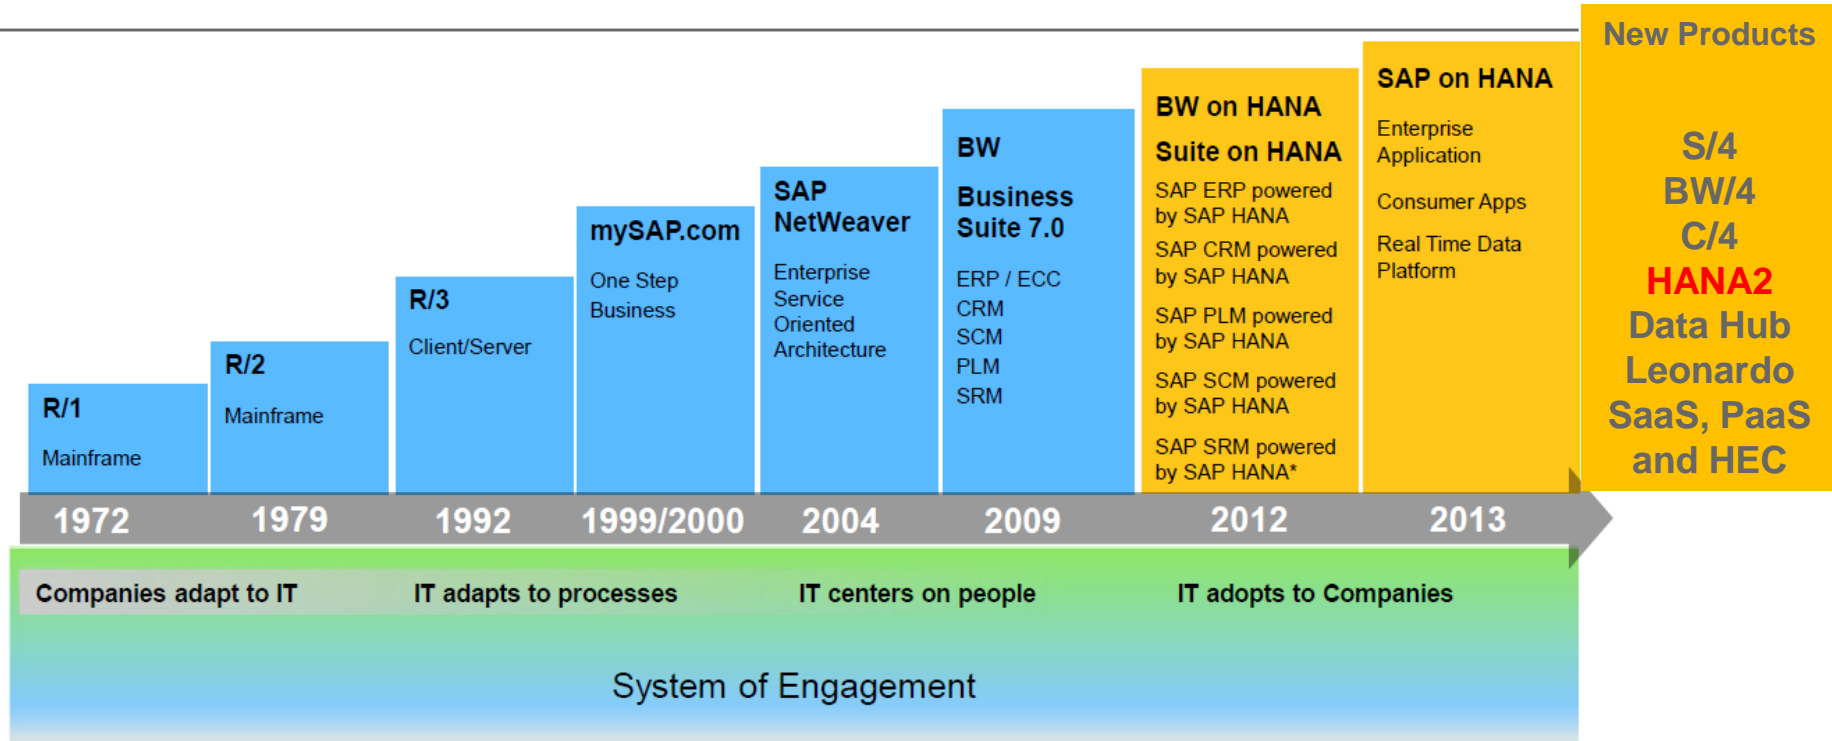 R/1
Mainframe
R/2
Mainframe
R/3
Client/Server
mySAP.com
One Step
Business
SAP
NetWeaver
Enterprise
Service
Oriented
Architecture
BW
Business
Suite 7.0
ERP / ECC
CRM
SCM
PLM
SRM
BW on HANA
Suite on HANA
SAP ERP powered
by SAP HANA
SAP CRM powered
by SAP HANA
SAP PLM powered
by SAP HANA
SAP SCM powered
by SAP HANA
SAP SRM powered
by SAP HANA*
SAP on HANA
Enterprise
Application
Consumer Apps
Real Time Data
Platform
New Products
S/4
BW/4
C/4
HANA2
Data Hub
Leonardo
SaaS, PaaS
and HEC
1972 1979 1992 1999/2000 2004 2009 2012 2013
Companies adapt to IT IT adapts to processes IT centers on people IT adopts to Companies
System of Engagement